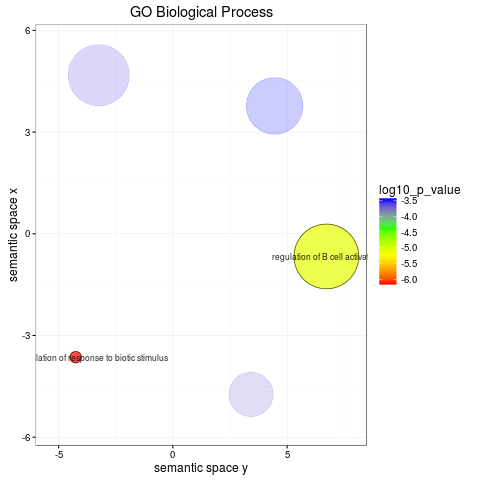 GO Biological Process
6
3
0
-3
-6
semantic space x
regulation of B cell activat
lation of response to biotic stimulus
-5
0
5
semantic space y
log10_p_value
-3.5
-4.0
-4.5
-5.0
-5.5
-6.0